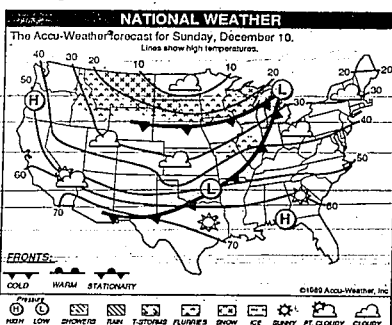 NATIONAL WEATHER
The Accu-Weather forecast for Sunday, December 10.
Lines show high temperatures.
40 30 20 10 10 20 20 20
50 30
H L
40
50
60 L 60
70 H
70
FRONTS:
COLD WARM STATIONARY
©1989 Accu-Weather, Inc.
Pressure
H L
HIGH LOW SHOWERS RAIN T-STORMS FLURRIES SNOW ICE SUNNY PT. CLOUDY CLOUDY